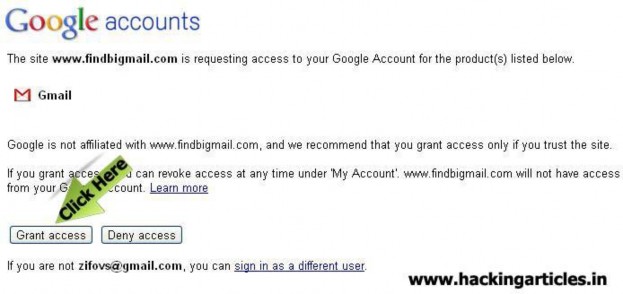 Google accounts
The site www.findbigmail.com is requesting access to your Google Account for the product(s) listed below.
Gmail
Google is not affiliated with www.findbigmail.com, and we recommend that you grant access only if you trust the site.
If you grant access, can revoke access at any time under 'My Account'. www.findbigmail.com will not have access
from your G count. Learn more
Click Here
Grant access Deny access
If you are not zifovs@gmail.com, you can sign in as a different user.
www.hackingarticles.in